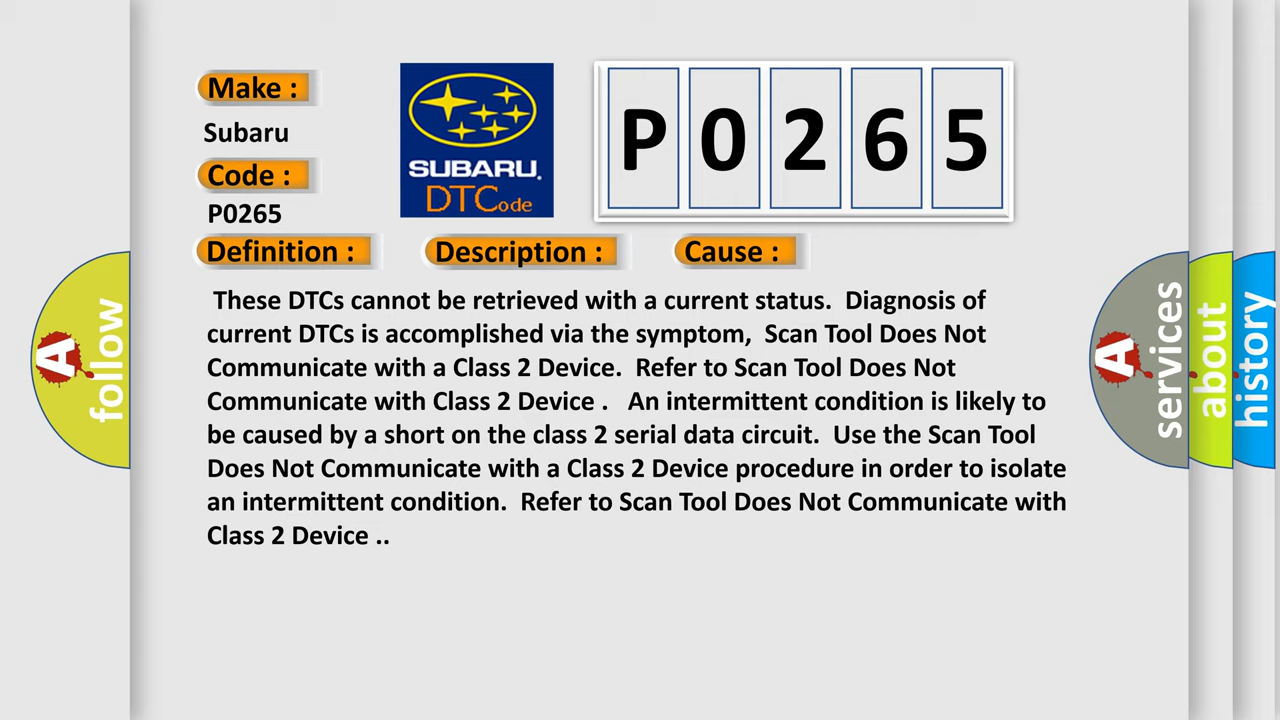 Make :
Subaru
Code :
P0265
SUBARU
DTCode
P0265
Definition :
Description :
Cause :
These DTCs cannot be retrieved with a current status. Diagnosis of
current DTCs is accomplished via the symptom, Scan Tool Does Not
Communicate with a Class 2 Device. Refer to Scan Tool Does Not
Communicate with Class 2 Device . An intermittent condition is likely to
be caused by a short on the class 2 serial data circuit. Use the Scan Tool
Does Not Communicate with a Class 2 Device procedure in order to isolate
an intermittent condition. Refer to Scan Tool Does Not Communicate with
Class 2 Device ..
A
follow
A
services
about
history